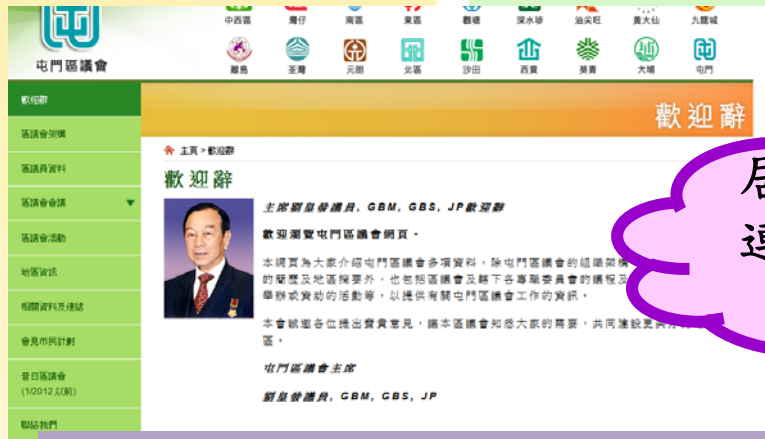 中西區 灣仔 南區 東區 觀塘 深水埗 油尖旺 黃大仙 九龍城
屯門區議會
離島 荃灣 元朗 北區 沙田 西貢 葵青 大埔 屯門
歡迎辭
歡迎辭
區議會架構
主頁 > 歡迎辭
區議員資料
歡迎辭
區議會會議
主席劉皇發議員, GBM, GBS, JP歡迎辭
歡迎瀏覽屯門區議會網頁。
區議會活動
本網頁為大家介紹屯門區議會多項資料，除屯門區議會的組織架構
的簡歷及地區摘要外，也包括區議會及轄下各專職委員會的議程及
舉辦或資助的活動等，以提供有關屯門區議會工作的資訊。
地區資訊
相關資料及連結
本會誠邀各位提出寶貴意見，讓本區議會知悉大家的需要，共同建設更
區。
會見市民計劃
屯門區議會主席
昔日區議會
(1/2012 以前)
劉皇發議員, GBM, GBS, JP
聯絡我們